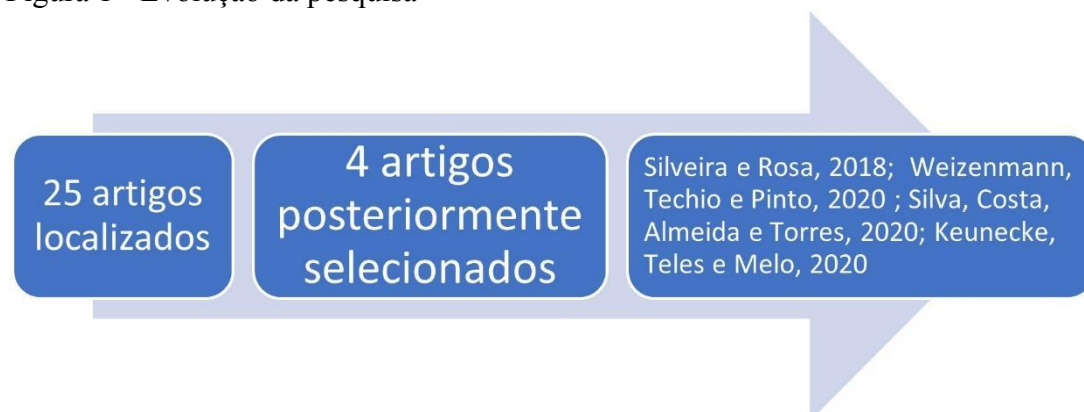 Figura 1 - Evolução da pesquisa
25 artigos
localizados
4 artigos
posteriormente
selecionados
Silveira e Rosa, 2018;  Weizenmann,
Techio e Pinto, 2020 ; Silva, Costa,
Almeida e Torres, 2020; Keunecke,
Teles e Melo, 2020